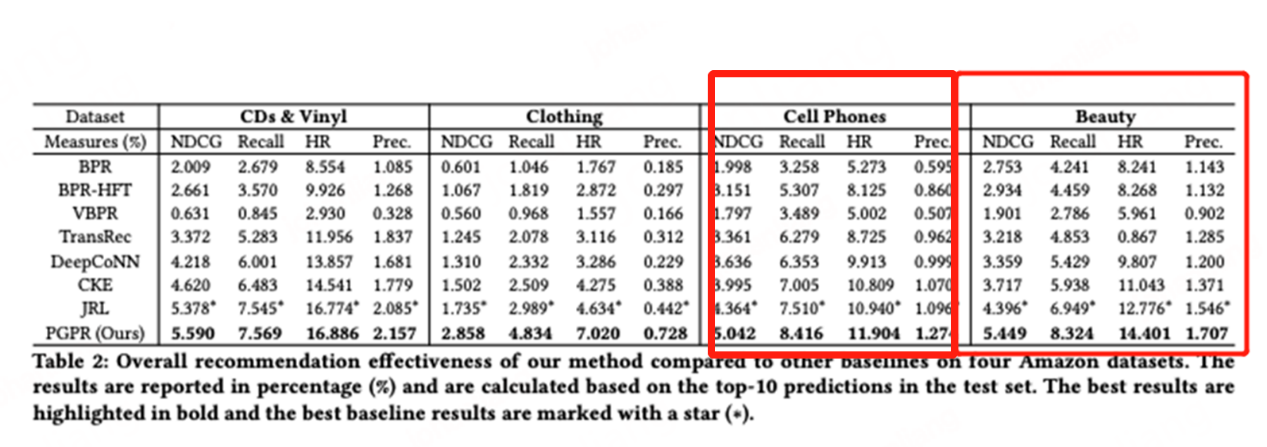 Dataset CDs & Vinyl Clothing Cell Phones Beauty
Measures (%) NDCG Recall HR Prec. NDCG Recall HR Prec. NDCG Recall HR Prec. NDCG Recall HR Prec.
BPR 2.009 2.679 8.554 1.085 0.601 1.046 1.767 0.185 1.998 3.258 5.273 0.595 2.753 4.241 8.241 1.143
BPR-HFT 2.661 3.570 9.926 1.268 1.067 1.819 2.872 0.297 3.151 5.307 8.125 0.860 2.934 4.459 8.268 1.132
VBPR 0.631 0.845 2.930 0.328 0.560 0.968 1.557 0.166 1.797 3.489 5.002 0.507 1.901 2.786 5.961 0.902
TransRec 3.372 5.283 11.956 1.837 1.245 2.078 3.116 0.312 3.361 6.279 8.725 0.962 3.218 4.853 0.867 1.285
DeepCoNN 4.218 6.001 13.857 1.681 1.310 2.332 3.286 0.229 3.636 6.353 9.913 0.999 3.359 5.429 9.807 1.200
CKE 4.620 6.483 14.541 1.779 1.502 2.509 4.275 0.388 3.995 7.005 10.809 1.070 3.717 5.938 11.043 1.371
JRL 5.378* 7.545* 16.774* 2.085* 1.735* 2.989* 4.634* 0.442* 4.364* 7.510* 10.940* 1.096* 4.396* 6.949* 12.776* 1.546*
PGPR (Ours) 5.590 7.569 16.886 2.157 2.858 4.834 7.020 0.728 5.042 8.416 11.904 1.274 5.449 8.324 14.401 1.707
Table 2: Overall recommendation effectiveness of our method compared to other baselines on four Amazon datasets. The
results are reported in percentage (%) and are calculated based on the top-10 predictions in the test set. The best results are
highlighted in bold and the best baseline results are marked with a star (*).